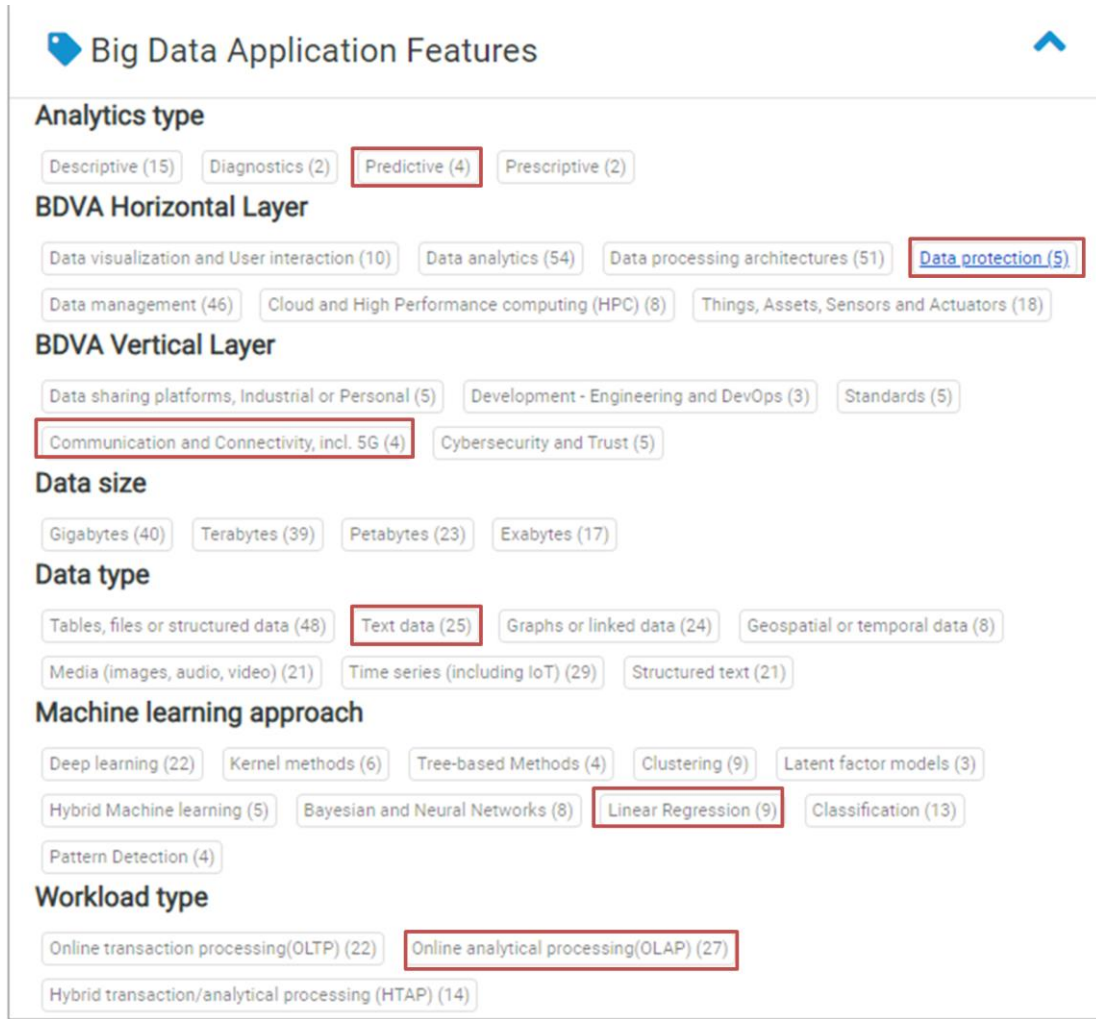 Big Data Application Features
Analytics type
Descriptive (15) Diagnostics (2) Predictive (4) Prescriptive (2)
BDVA Horizontal Layer
Data visualization and User interaction (10) Data analytics (54) Data processing architectures (51) Data protection (5)
Data management (46) Cloud and High Performance computing (HPC) (8) Things, Assets, Sensors and Actuators (18)
BDVA Vertical Layer
Data sharing platforms, Industrial or Personal (5) Development - Engineering and DevOps (3) Standards (5)
Communication and Connectivity, incl. 5G (4) Cybersecurity and Trust (5)
Data size
Gigabytes (40) Terabytes (39) Petabytes (23) Exabytes (17)
Data type
Tables, files or structured data (48) Text data (25) Graphs or linked data (24) Geospatial or temporal data (8)
Media (images, audio, video) (21) Time series (including IoT) (29) Structured text (21)
Machine learning approach
Deep learning (22) Kernel methods (6) Tree-based Methods (4) Clustering (9) Latent factor models (3)
Hybrid Machine learning (5) Bayesian and Neural Networks (8) Linear Regression (9) Classification (13)
Pattern Detection (4)
Workload type
Online transaction processing(OLTP) (22) Online analytical processing(OLAP) (27)
Hybrid transaction/analytical processing (HTAP) (14)